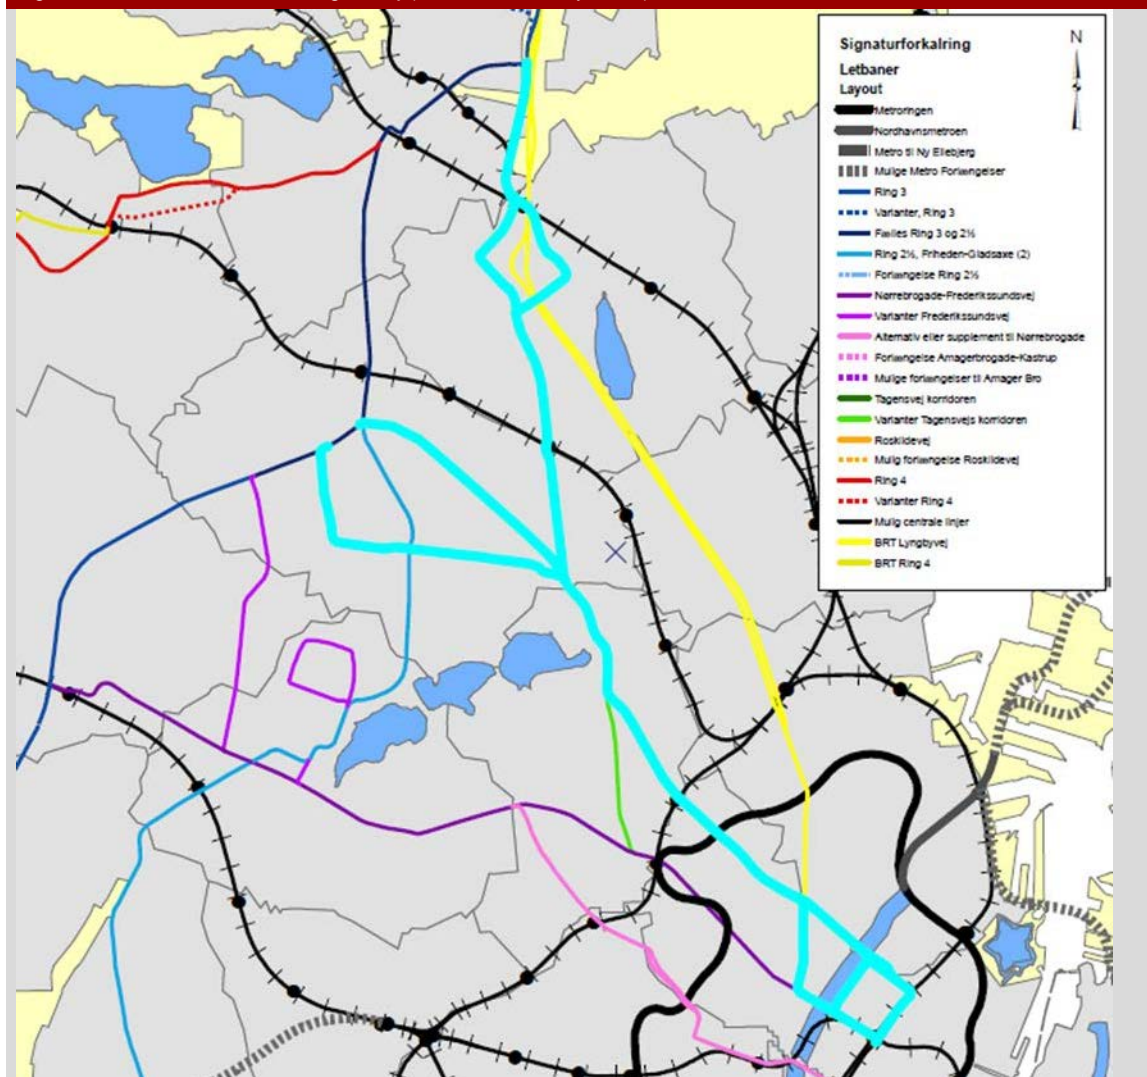 Signaturforkalring
N
Letbaner
Layout
Metroringen
Nordhavnsmetroen
Metro til Ny Ellebjerg
Mulige Metro Forlængelser
Ring 3
Varianter, Ring 3
Fælles Ring 3 og 2½
Ring 2½, Friheden-Gladsaxe (2)
Forlængelse Ring 2½
Nørrebrogade-Frederikssundsvej
Varianter Frederikssundsvej
Alternativ eller supplement til Nørrebrogade
Forlængelse Amagerbrogade-Kastrup
Mulige forlængelser til Amager Bro
Tagensvej korridoren
Varianter Tagensvejs korridoren
Roskildevej
Mulig forlængelse Roskildevej
Ring 4
Varianter Ring 4
Mulig centrale linjer
BRT Lyngbyvej
BRT Ring 4